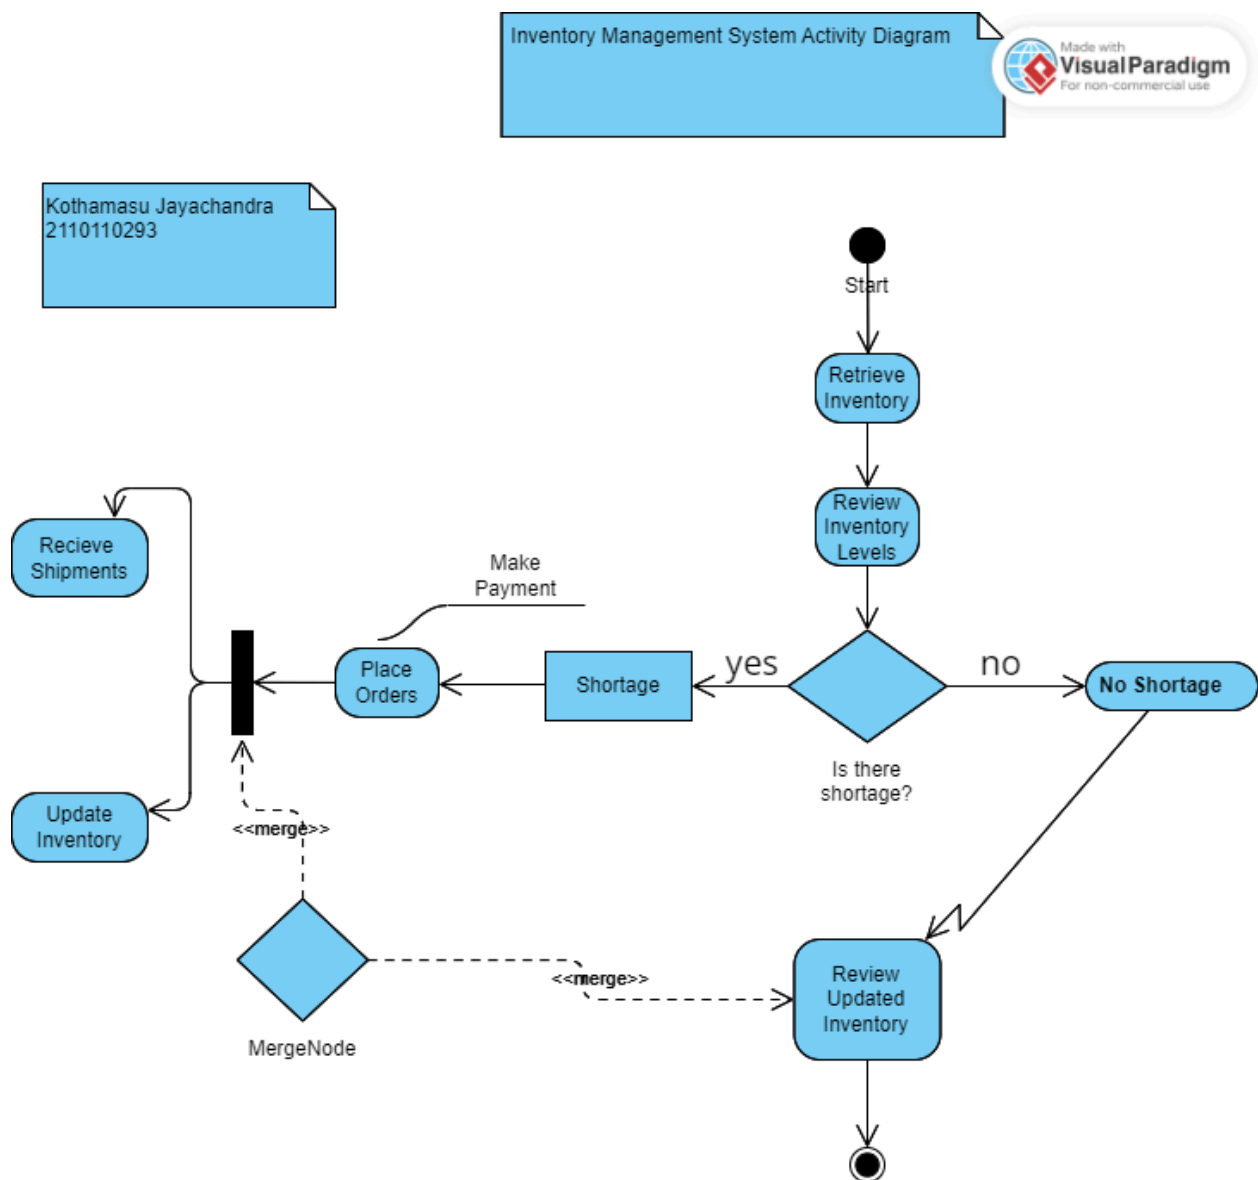 Inventory Management System Activity Diagram
Made with
Visual Paradigm
For non-commercial use
Kothamasu Jayachandra
2110110293
Start
Retrieve
Inventory
Review
Inventory
Levels
Recieve
Shipments
Make
Payment
Place
Orders
Shortage
yes
no
No Shortage
Is there
shortage?
Update
Inventory
<<merge>>
<<merge>>
MergeNode
Review
Updated
Inventory